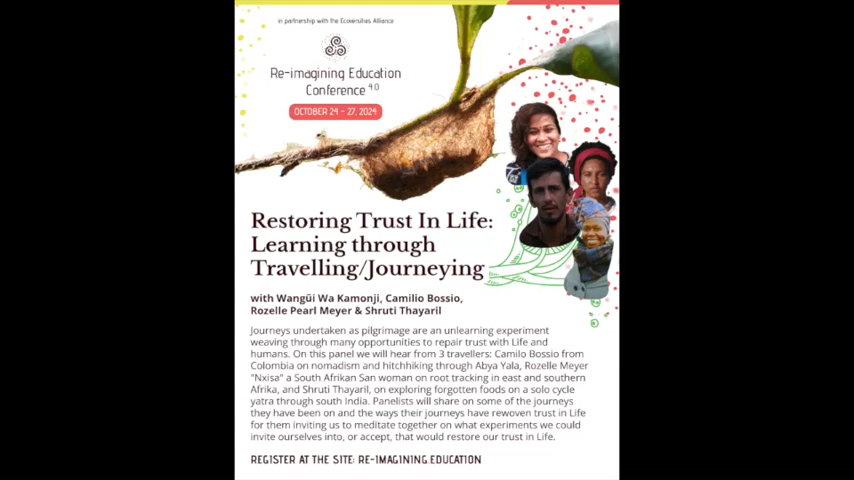 in partnership with the Ecoversities Alliance
Re-imagining Education
Conference 4.0
OCTOBER 24 - 27, 2024
Restoring Trust In Life:
Learning through
Travelling/Journeying
with Wangũi Wa Kamonji, Camilio Bossio,
Rozelle Pearl Meyer & Shruti Thayaril
Journeys undertaken as pilgrimage are an unlearning experiment
weaving through many opportunities to repair trust with Life and
humans. On this panel we will hear from 3 travellers: Camilo Bossio from
Colombia on nomadism and hitchhiking through Abya Yala, Rozelle Meyer
"Nxisa" a South Afrikan San woman on root tracking in east and southern
Afrika, and Shruti Thayaril, on exploring forgotten foods on a solo cycle
yatra through south India. Panelists will share on some of the journeys
they have been on and the ways their journeys have rewoven trust in Life
for them inviting us to meditate together on what experiments we could
invite ourselves into, or accept, that would restore our trust in Life.
REGISTER AT THE SITE: RE-IMAGINING.EDUCATION